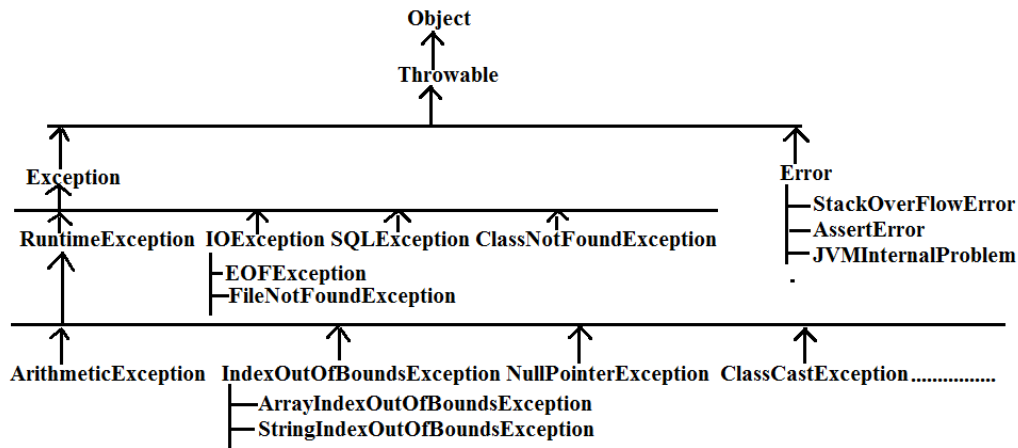 Object
Throwable
Exception
Error
StackOverFlowError
AssertError
JVMInternalProblem
.
RuntimeException IOException SQLException ClassNotFoundException
EOFException
FileNotFoundException
ArithmeticException IndexOutOfBoundsException NullPointerException ClassCastException................
ArrayIndexOutOfBoundsException
StringIndexOutOfBoundsException